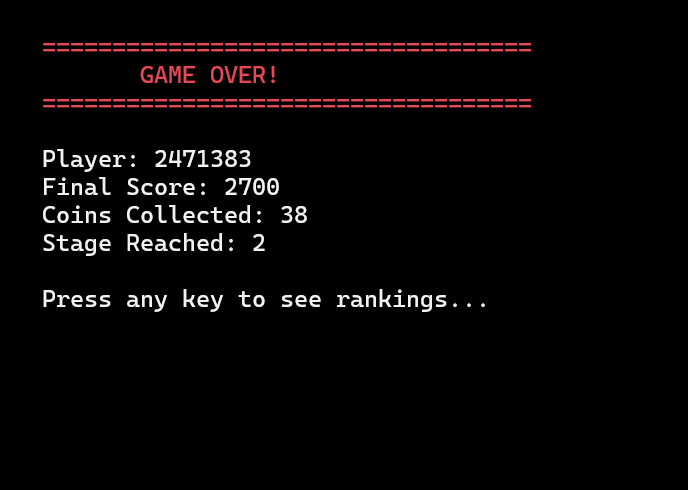 ===================================
GAME OVER!
===================================
Player: 2471383
Final Score: 2700
Coins Collected: 38
Stage Reached: 2
Press any key to see rankings...